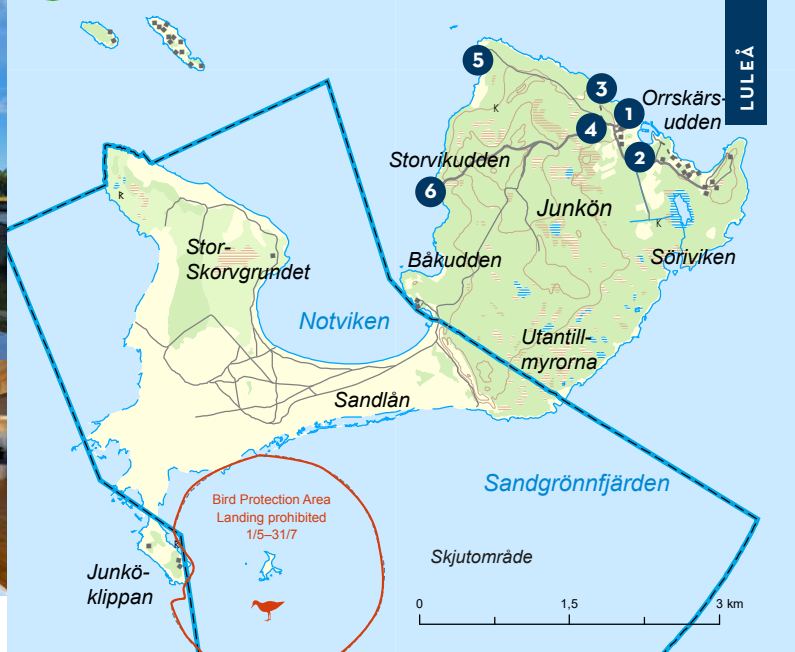 LULEÅ
5
3
1
Orrskärs-
udden
4
2
Storvikudden
6
Junkön
Stor-
Skorvgrundet
Båkudden
Söriviken
Notviken
Utantill-
myrorna
Sandlån
Sandgrönnfjärden
Bird Protection Area
Landing prohibited
1/5–31/7
Skjutområde
Junkö-
klippan
0 1,5 3 km
K
K
R
R